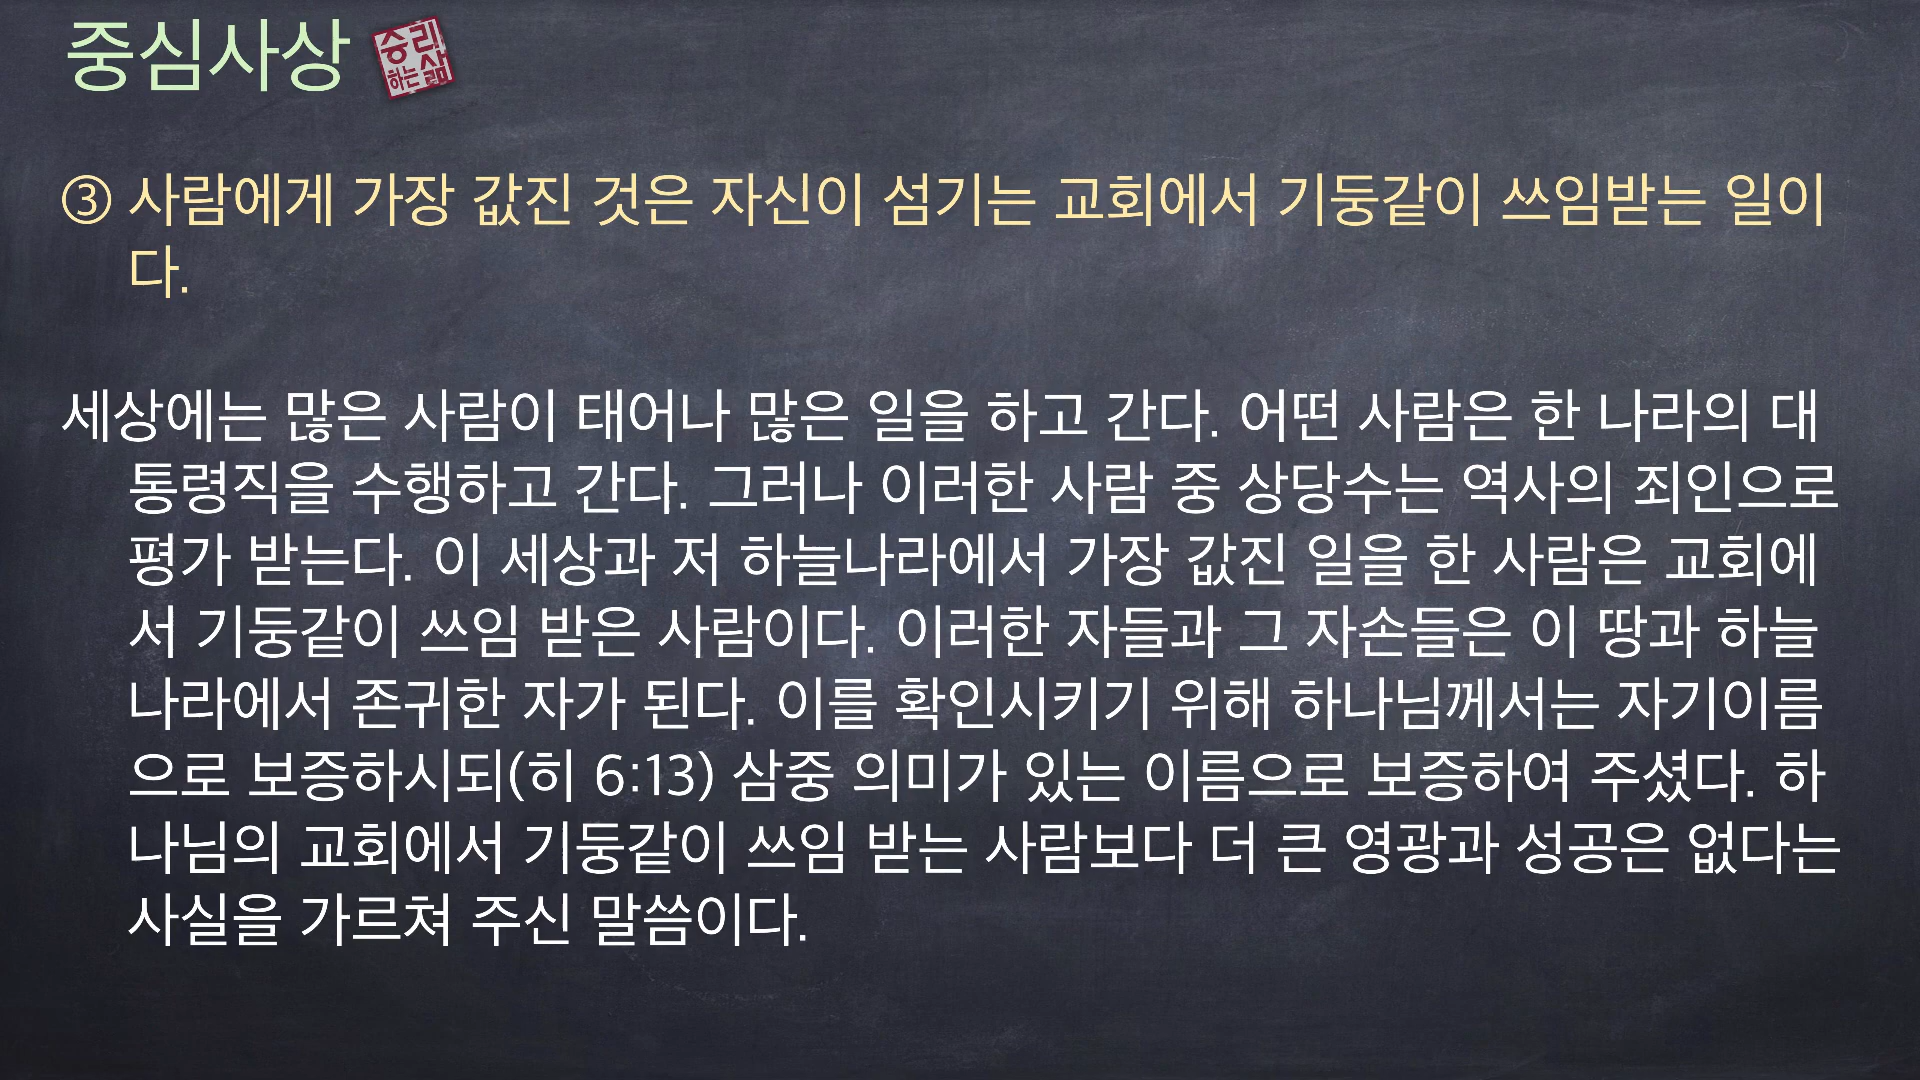 중심사상
승리
하는 삶
③ 사람에게 가장 값진 것은 자신이 섬기는 교회에서 기둥같이 쓰임받는 일이
다.
세상에는 많은 사람이 태어나 많은 일을 하고 간다. 어떤 사람은 한 나라의 대
통령직을 수행하고 간다. 그러나 이러한 사람 중 상당수는 역사의 죄인으로
평가 받는다. 이 세상과 저 하늘나라에서 가장 값진 일을 한 사람은 교회에
서 기둥같이 쓰임 받은 사람이다. 이러한 자들과 그 자손들은 이 땅과 하늘
나라에서 존귀한 자가 된다. 이를 확인시키기 위해 하나님께서는 자기이름
으로 보증하시되(히 6:13) 삼중 의미가 있는 이름으로 보증하여 주셨다. 하
나님의 교회에서 기둥같이 쓰임 받는 사람보다 더 큰 영광과 성공은 없다는
사실을 가르쳐 주신 말씀이다.